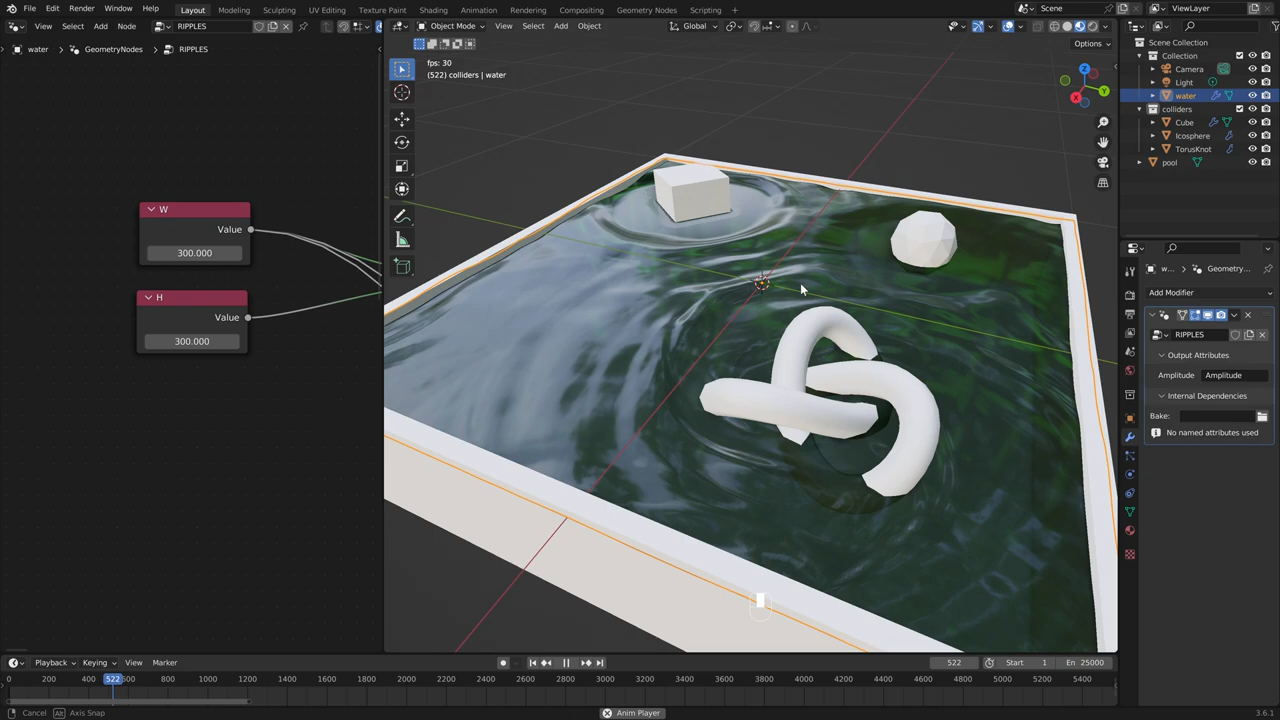 File Edit Render Window Help Layout Modeling Sculpting UV Editing Texture Paint Shading Animation Rendering Compositing Geometry Nodes Scripting Scene ViewLayer
View Select Add Node RIPPLES
Object Mode View Select Add Object Global
Options
water GeometryNodes RIPPLES
fps: 30
(522) colliders | water
Scene Collection
Collection
Camera
Light
water
colliders
Cube
Icosphere
TorusKnot
pool
W
Value
300.000
H
Value
300.000
X
Y
Z
w... Geometry...
Add Modifier
RIPPLES
Output Attributes
Amplitude Amplitude
Internal Dependencies
Bake:
No named attributes used
Playback Keying View Marker 522 Start 1 En 25000
0 200 400 522 600 800 1000 1200 1400 1600 1800 2000 2200 2400 2600 2800 3000 3200 3400 3600 3800 4000 4200 4400 4600 4800 5000 5200 5400
Cancel Alt Axis Snap Anim Player 3.6.1